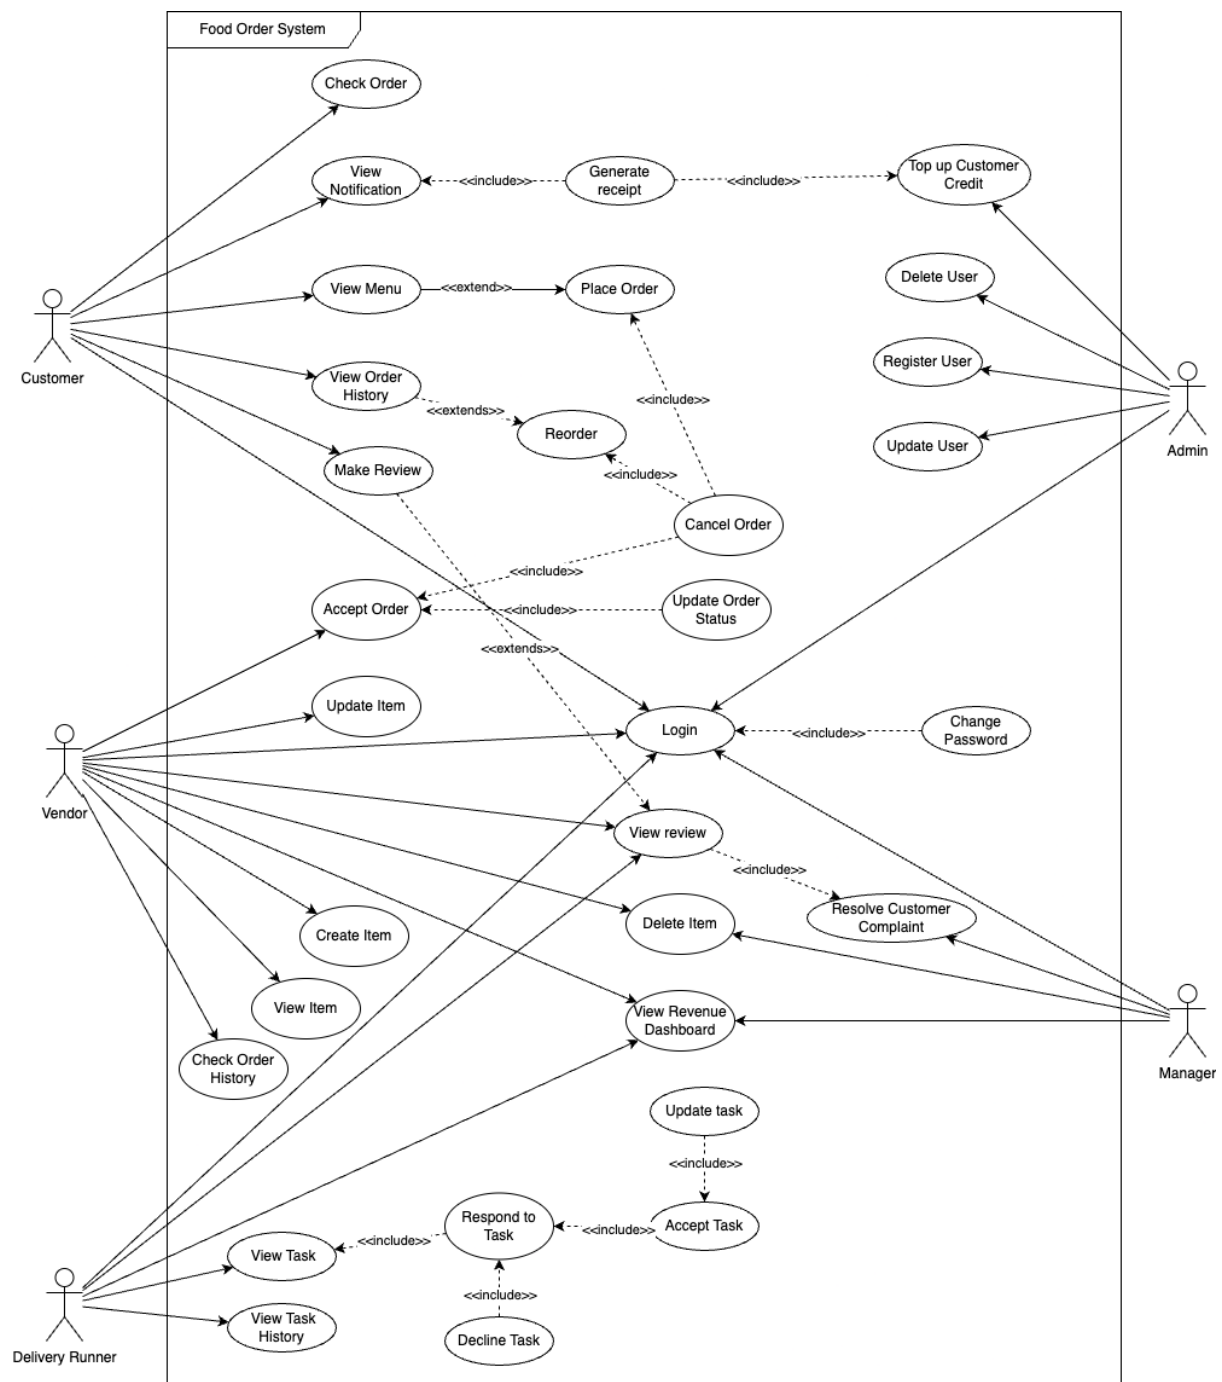 Food Order System
Check Order
View
Notification
<<include>>
Generate
receipt
<<include>>
Top up Customer
Credit
View Menu
<<extend>>
Place Order
Delete User
Customer
View Order
History
<<extends>>
Reorder
<<include>>
Register User
Update User
Admin
Make Review
<<include>>
Cancel Order
<<include>>
Accept Order
<<include>>
Update Order
Status
<<extends>>
Update Item
Login
<<include>>
Change
Password
Vendor
View review
<<include>>
Resolve Customer
Complaint
Delete Item
Create Item
View Item
View Revenue
Dashboard
Check Order
History
Manager
Update task
<<include>>
Respond to
Task
<<include>>
Accept Task
View Task
<<include>>
<<include>>
View Task
History
Decline Task
Delivery Runner